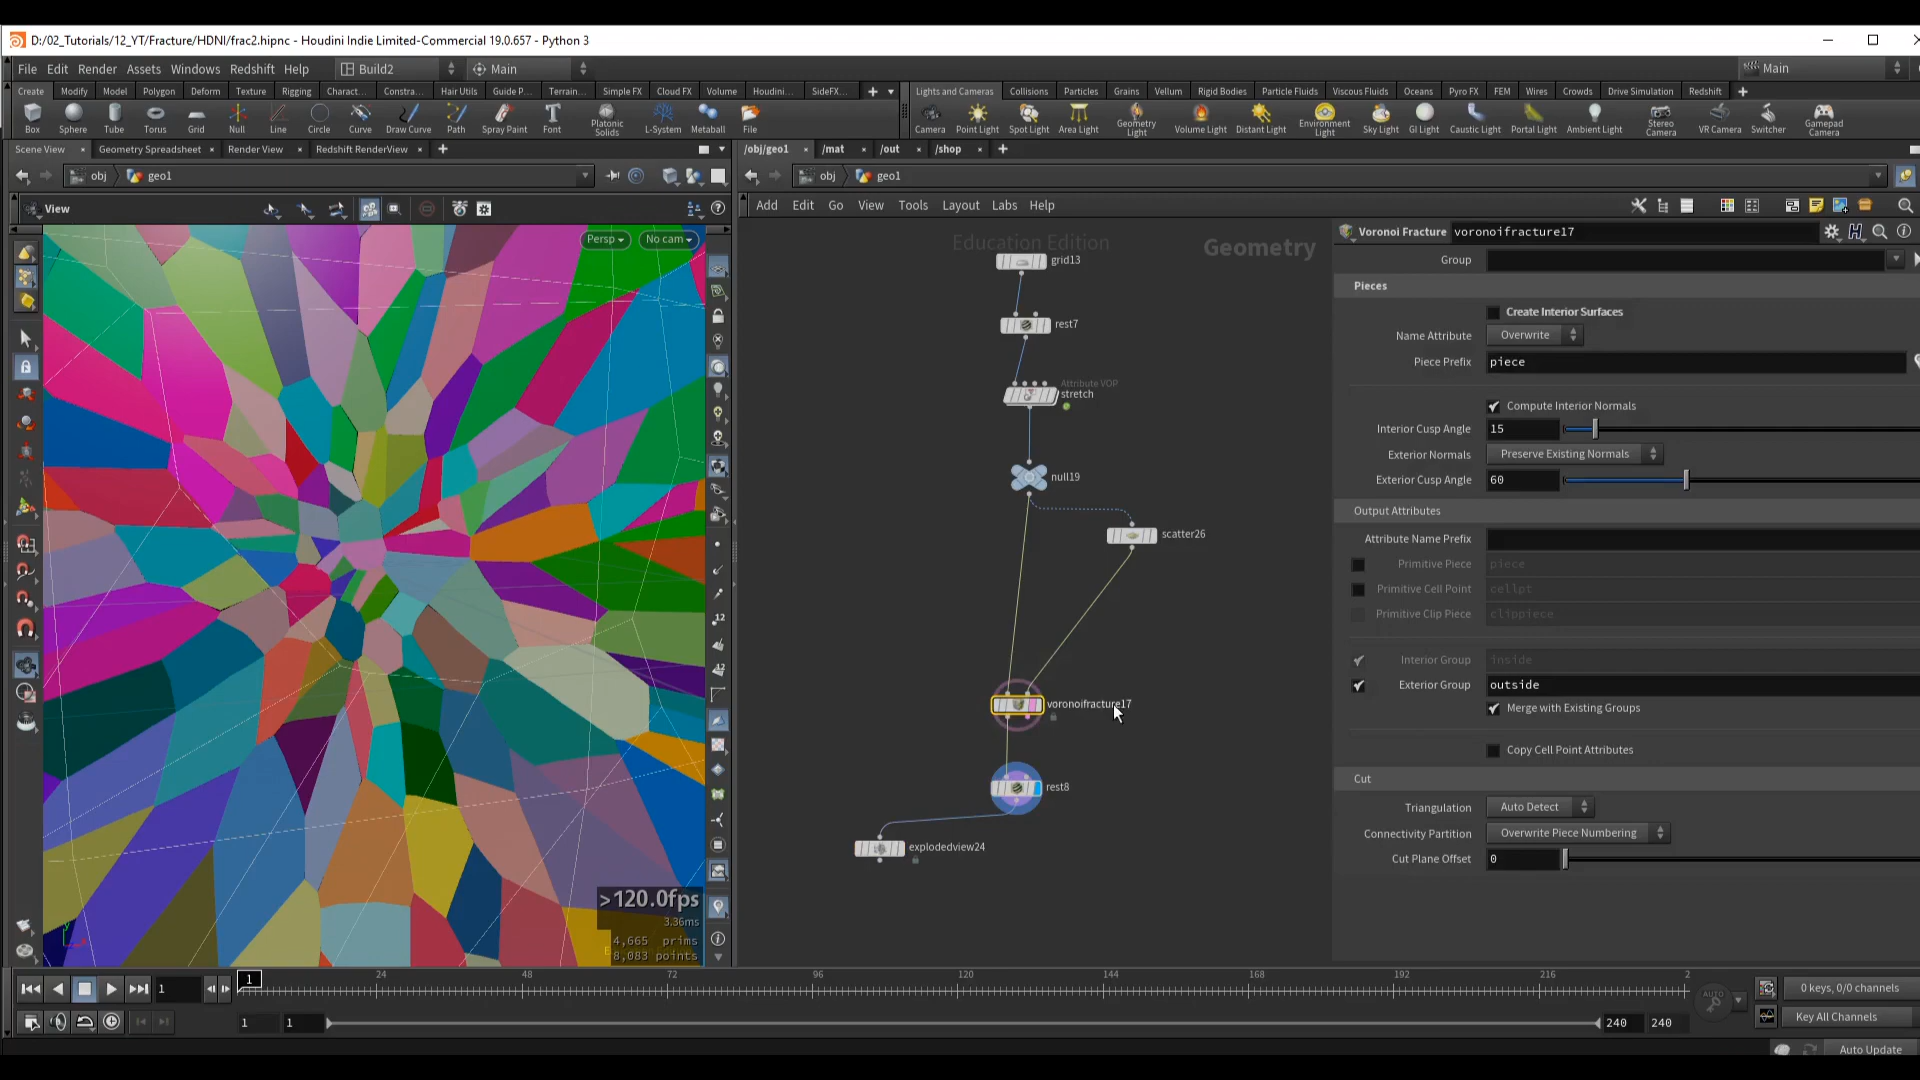 D:/02_Tutorials/12_YT/Fracture/HDNI/frac2.hipnc - Houdini Indie Limited-Commercial 19.0.657 - Python 3
File Edit Render Assets Windows Redshift Help Build2 Main Main
Create Modify Model Polygon Deform Texture Rigging Charact... Constra... Hair Utils Guide P... Terrain... Simple FX Cloud FX Volume Houdini... SideFX...
Lights and Cameras Collisions Particles Grains Vellum Rigid Bodies Particle Fluids Viscous Fluids Oceans Pyro FX FEM Wires Crowds Drive Simulation Redshift
Box Sphere Tube Torus Grid Null Line Circle Curve Draw Curve Path Spray Paint Font Platonic Solids L-System Metaball File
Camera Point Light Spot Light Area Light Geometry Light Volume Light Distant Light Environment Light Sky Light GI Light Caustic Light Portal Light Ambient Light Stereo Camera VR Camera Switcher Gamepad Camera
Scene View Geometry Spreadsheet Render View Redshift RenderView
/obj/geo1 /mat /out /shop
obj geo1
obj geo1
View
Add Edit Go View Tools Layout Labs Help
Persp No cam
Education Edition
Geometry
grid13
rest7
Attribute VOP
stretch
null19
scatter26
voronoifracture17
rest8
explodedview24
Voronoi Fracture voronoifracture17
Group
Pieces
Create Interior Surfaces
Name Attribute Overwrite
Piece Prefix piece
Compute Interior Normals
Interior Cusp Angle 15
Exterior Normals Preserve Existing Normals
Exterior Cusp Angle 60
Output Attributes
Attribute Name Prefix
Primitive Piece piece
Primitive Cell Point cellpt
Primitive Clip Piece clippiece
Interior Group inside
Exterior Group outside
Merge with Existing Groups
Copy Cell Point Attributes
Cut
Triangulation Auto Detect
Connectivity Partition Overwrite Piece Numbering
Cut Plane Offset 0
12
12
>120.0fps
3.36ms
4,665 prims
8,083 points
1 1 24 48 72 96 120 144 168 192 216 2
AUTO
0 keys, 0/0 channels
1 1 240 240
Key All Channels
Auto Update